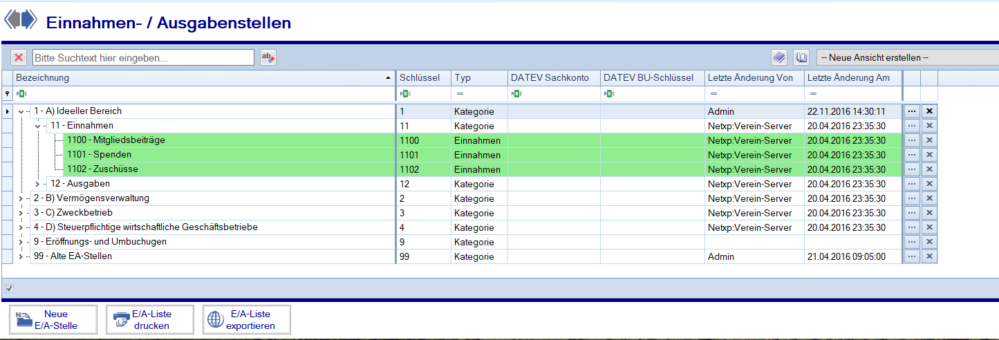 Einnahmen- / Ausgabenstellen
Bitte Suchtext hier eingeben... ab -- Neue Ansicht erstellen --
Bezeichnung Schlüssel Typ DATEV Sachkonto DATEV BU-Schlüssel Letzte Änderung Von Letzte Änderung Am
ABC ABC = ABC ABC = =
1 - A) Ideeller Bereich 1 Kategorie Admin 22.11.2016 14:30:11 ... x
11 - Einnahmen 11 Kategorie Netxp:Verein-Server 20.04.2016 23:35:30 ... x
1100 - Mitgliedsbeiträge 1100 Einnahmen Netxp:Verein-Server 20.04.2016 23:35:30 ... x
1101 - Spenden 1101 Einnahmen Netxp:Verein-Server 20.04.2016 23:35:30 ... x
1102 - Zuschüsse 1102 Einnahmen Netxp:Verein-Server 20.04.2016 23:35:30 ... x
12 - Ausgaben 12 Kategorie Netxp:Verein-Server 20.04.2016 23:35:30 ... x
2 - B) Vermögensverwaltung 2 Kategorie Netxp:Verein-Server 20.04.2016 23:35:30 ... x
3 - C) Zweckbetrieb 3 Kategorie Netxp:Verein-Server 20.04.2016 23:35:30 ... x
4 - D) Steuerpflichtige wirtschaftliche Geschäftsbetriebe 4 Kategorie Netxp:Verein-Server 20.04.2016 23:35:30 ... x
9 - Eröffnungs- und Umbuchugen 9 Kategorie ... x
99 - Alte EA-Stellen 99 Kategorie Admin 21.04.2016 09:05:00 ... x
Neue
E/A-Stelle
E/A-Liste
drucken
E/A-Liste
exportieren